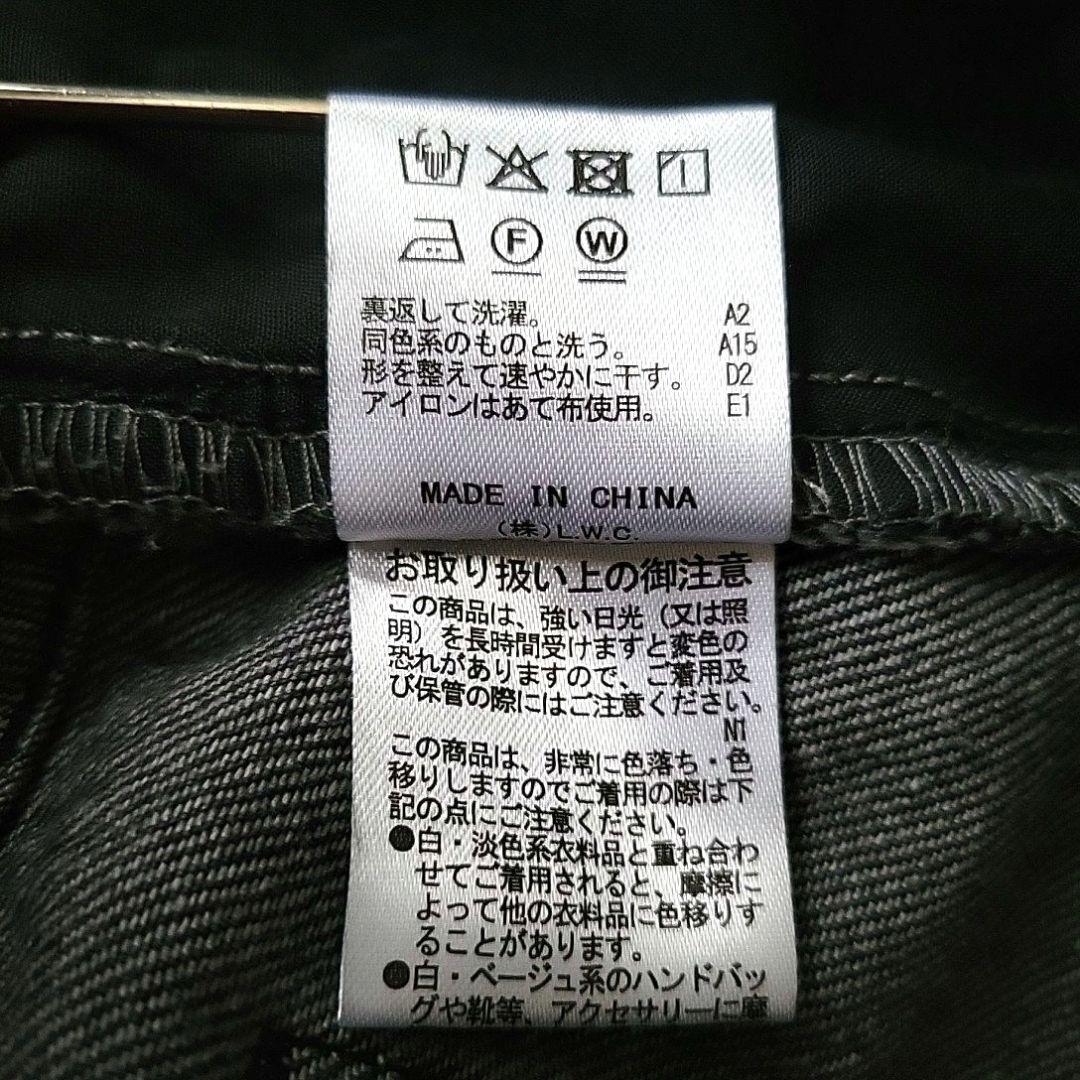 F W
裏返して洗濯。 A2
同色系のものと洗う。 A15
形を整えて速やかに干す。 D2
アイロンはあて布使用。 E1
MADE IN CHINA
(株)L.W.C.
お取り扱い上の御注意
この商品は、強い日光(又は照
明)を長時間受けますと変色の
恐れがありますので、ご着用及
び保管の際にはご注意ください。
N1
この商品は、非常に色落ち・色
移りしますのでご着用の際は下
記の点にご注意ください。
●白・淡色系衣料品と重ね合わ
せてご着用されると、摩擦に
よって他の衣料品に色移りす
ることがあります。
●白・ベージュ系のハンドバッ
グや靴等、アクセサリーに摩